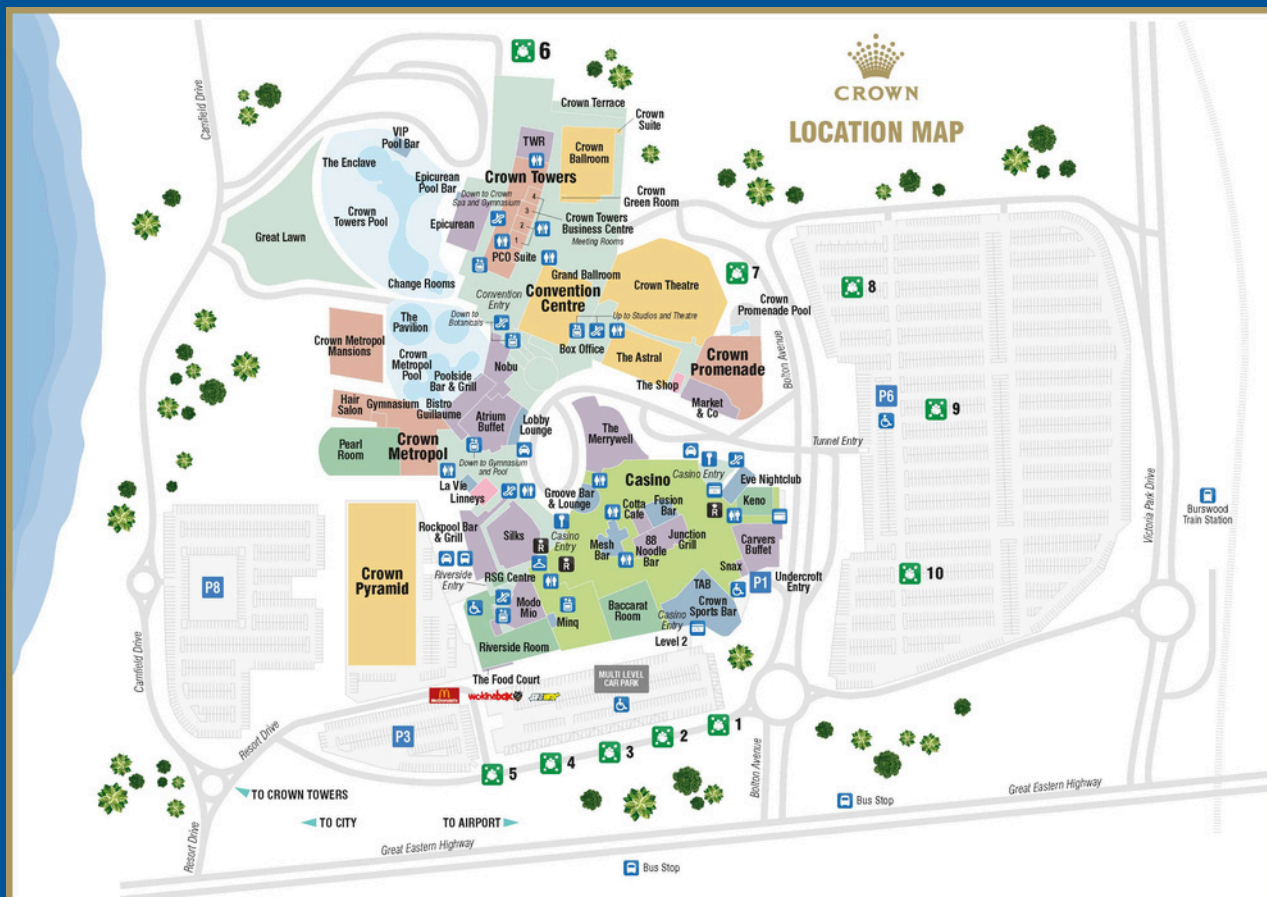 CROWN
LOCATION MAP
6
Camfield Drive
Crown Terrace
Crown
Suite
VIP
Pool Bar
TWR
Crown
Ballroom
The Enclave
Epicurean
Pool Bar
Crown Towers
Down to Crown
Spa and Gymnasium
4
3
2
1
Crown
Green Room
Crown
Towers Pool
Epicurean
Crown Towers
Business Centre
Meeting Rooms
Great Lawn
PCO Suite
Grand Ballroom
Crown Theatre
7
8
Change Rooms
Convention
Entry
Convention
Centre
Crown
Promenade Pool
The
Pavilion
Down to
Botanicals
Up to Studios and Theatre
Box Office
Crown Metropol
Mansions
Crown
Metropol
Pool
Poolside
Bar & Grill
Nobu
The Astral
Crown
Promenade
Bolton Avenue
The Shop
Market
& Co
P6
9
Hair
Salon
Gymnasium
Bistro
Guillaume
Atrium
Buffet
Lobby
Lounge
The
Merrywell
Tunnel Entry
Pearl
Room
Crown
Metropol
Down to Gymnasium
and Pool
Casino
Casino Entry
La Vie
Linneys
Groove Bar
& Lounge
Cotta
Cafe
Fusion
Bar
Eve Nightclub
Keno
Victoria Park Drive
Burswood
Train Station
Rockpool Bar
& Grill
Silks
Casino
Entry
R
R
R
Mesh
Bar
88
Noodle
Bar
Junction
Grill
Carvers
Buffet
Riverside
Entry
RSG Centre
Snax
10
P8
Crown
Pyramid
TAB
P1
Undercroft
Entry
Modo
Mio
Minq
Baccarat
Room
Casino
Entry
Crown
Sports Bar
Riverside Room
Level 2
Camfield Drive
The Food Court
McDonald's
wokinabox
SUBWAY
MULTI LEVEL
CAR PARK
Resort Drive
P3
5
4
3
2
1
Bolton Avenue
TO CROWN TOWERS
TO CITY
TO AIRPORT
Resort Drive
Great Eastern Highway
Great Eastern Highway
Bus Stop
Bus Stop